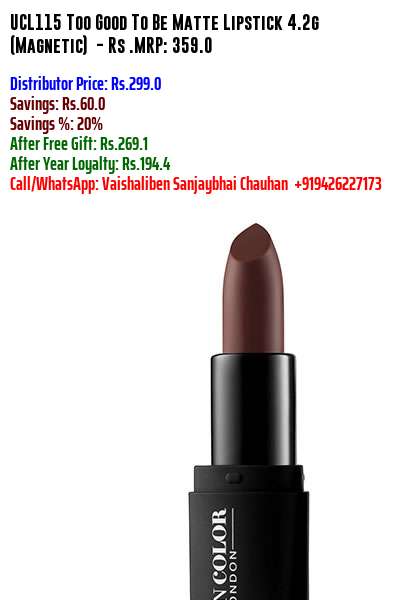 UCL115 Too Good To Be Matte Lipstick 4.2g
(Magnetic) - Rs .MRP: 359.0
Distributor Price: Rs.299.0
Savings: Rs.60.0
Savings %: 20%
After Free Gift: Rs.269.1
After Year Loyalty: Rs.194.4
Call/WhatsApp: Vaishaliben Sanjaybhai Chauhan +919426227173
N COLOR
ONDON